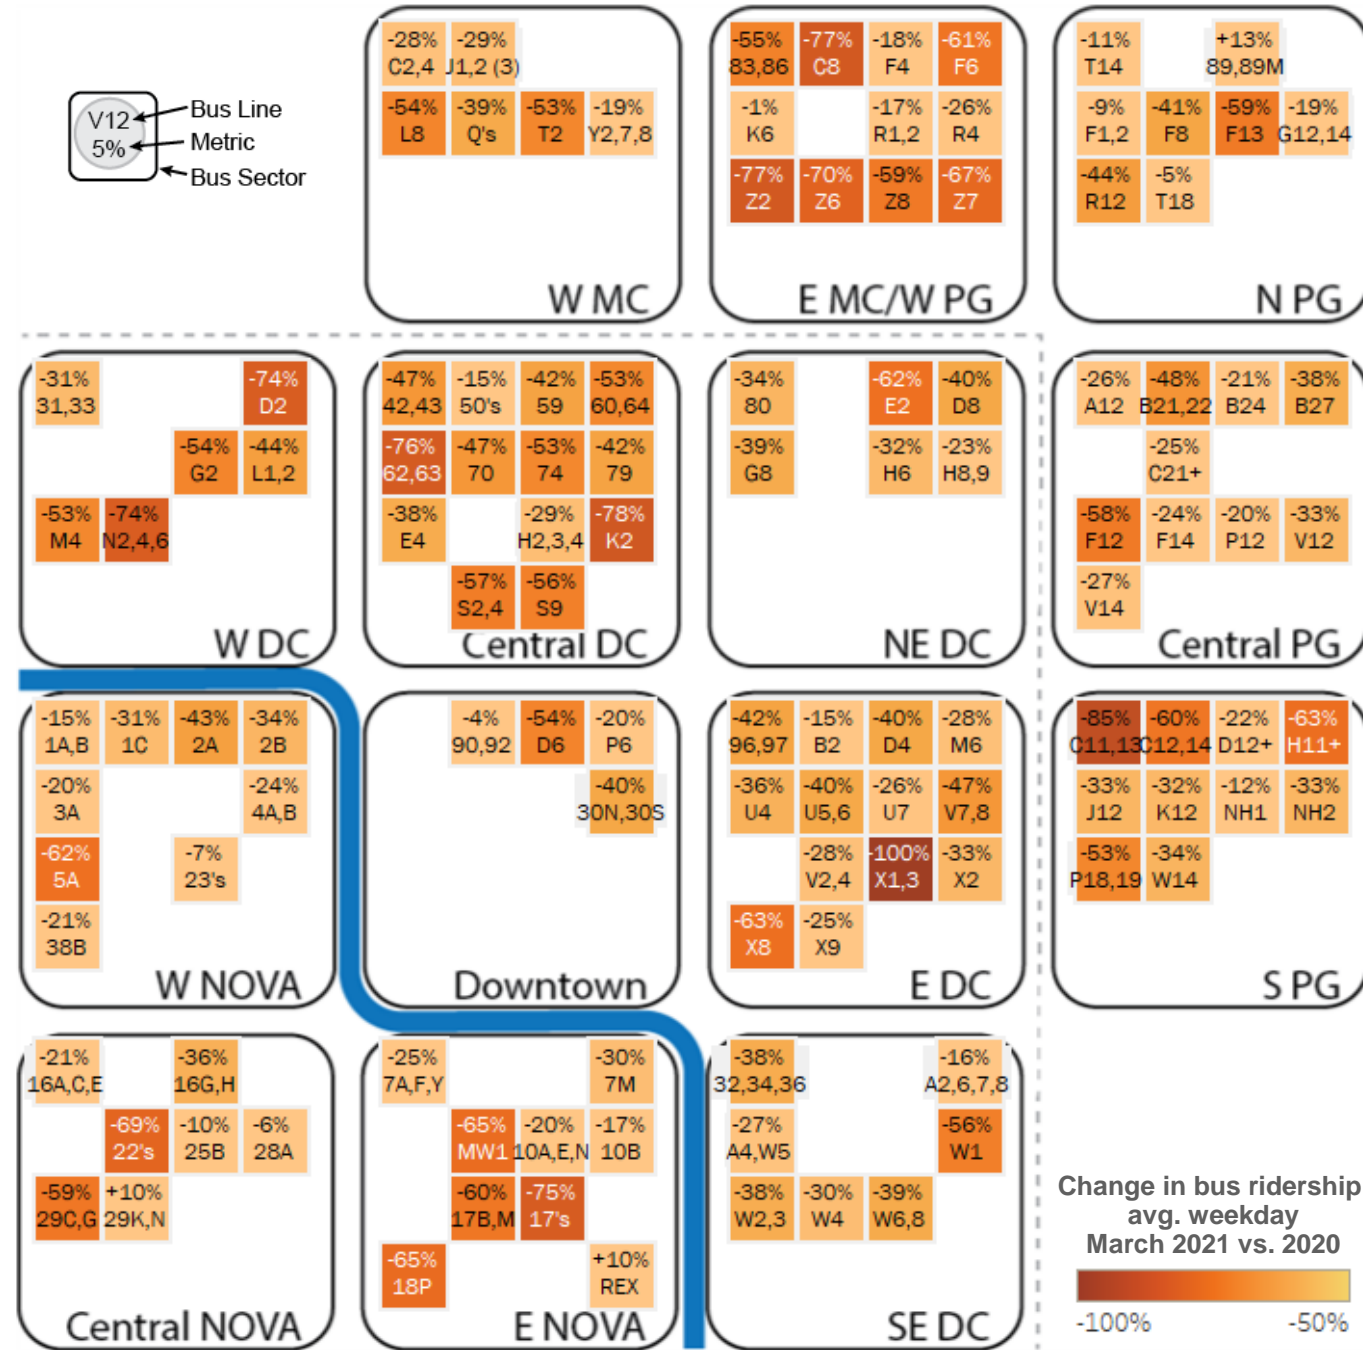 V12
5%
Bus Line
Metric
Bus Sector
-28% -29%
C2,4 J1,2 (3)
-54% -39% -53% -19%
L8 Q's T2 Y2,7,8
W MC
-55% -77% -18% -61%
83,86 C8 F4 F6
-1% -17% -26%
K6 R1,2 R4
-77% -70% -59% -67%
Z2 Z6 Z8 Z7
E MC/W PG
-11% +13%
T14 89,89M
-9% -41% -59% -19%
F1,2 F8 F13 G12,14
-44% -5%
R12 T18
N PG
-31% -74%
31,33 D2
-54% -44%
G2 L1,2
-53% -74%
M4 N2,4,6
W DC
-47% -15% -42% -53%
42,43 50's 59 60,64
-76% -47% -53% -42%
62,63 70 74 79
-38% -29% -78%
E4 H2,3,4 K2
-57% -56%
S2,4 S9
Central DC
-34% -62% -40%
80 E2 D8
-39% -32% -23%
G8 H6 H8,9
NE DC
-26% -48% -21% -38%
A12 B21,22 B24 B27
-25%
C21+
-58% -24% -20% -33%
F12 F14 P12 V12
-27%
V14
Central PG
-15% -31% -43% -34%
1A,B 1C 2A 2B
-20% -24%
3A 4A,B
-62% -7%
5A 23's
-21%
38B
W NOVA
-4% -54% -20%
90,92 D6 P6
-40%
30N,30S
Downtown
-42% -15% -40% -28%
96,97 B2 D4 M6
-36% -40% -26% -47%
U4 U5,6 U7 V7,8
-28% -100% -33%
V2,4 X1,3 X2
-63% -25%
X8 X9
E DC
-85% -60% -22% -63%
C11,13 C12,14 D12+ H11+
-33% -32% -12% -33%
J12 K12 NH1 NH2
-53% -34%
P18,19 W14
S PG
-21% -36%
16A,C,E 16G,H
-69% -10% -6%
22's 25B 28A
-59% +10%
29C,G 29K,N
Central NOVA
-25% -30%
7A,F,Y 7M
-65% -20% -17%
MW1 10A,E,N 10B
-60% -75%
17B,M 17's
-65% +10%
18P REX
E NOVA
-38% -16%
32,34,36 A2,6,7,8
-27% -56%
A4,W5 W1
-38% -30% -39%
W2,3 W4 W6,8
SE DC
Change in bus ridership
avg. weekday
March 2021 vs. 2020
-100% -50%